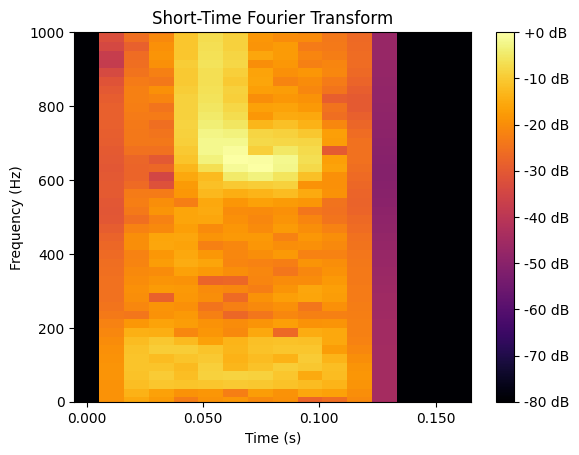 Short-Time Fourier Transform
Frequency (Hz)
1000
800
600
400
200
0
0.000
0.050
0.100
0.150
Time (s)
+0 dB
-10 dB
-20 dB
-30 dB
-40 dB
-50 dB
-60 dB
-70 dB
-80 dB